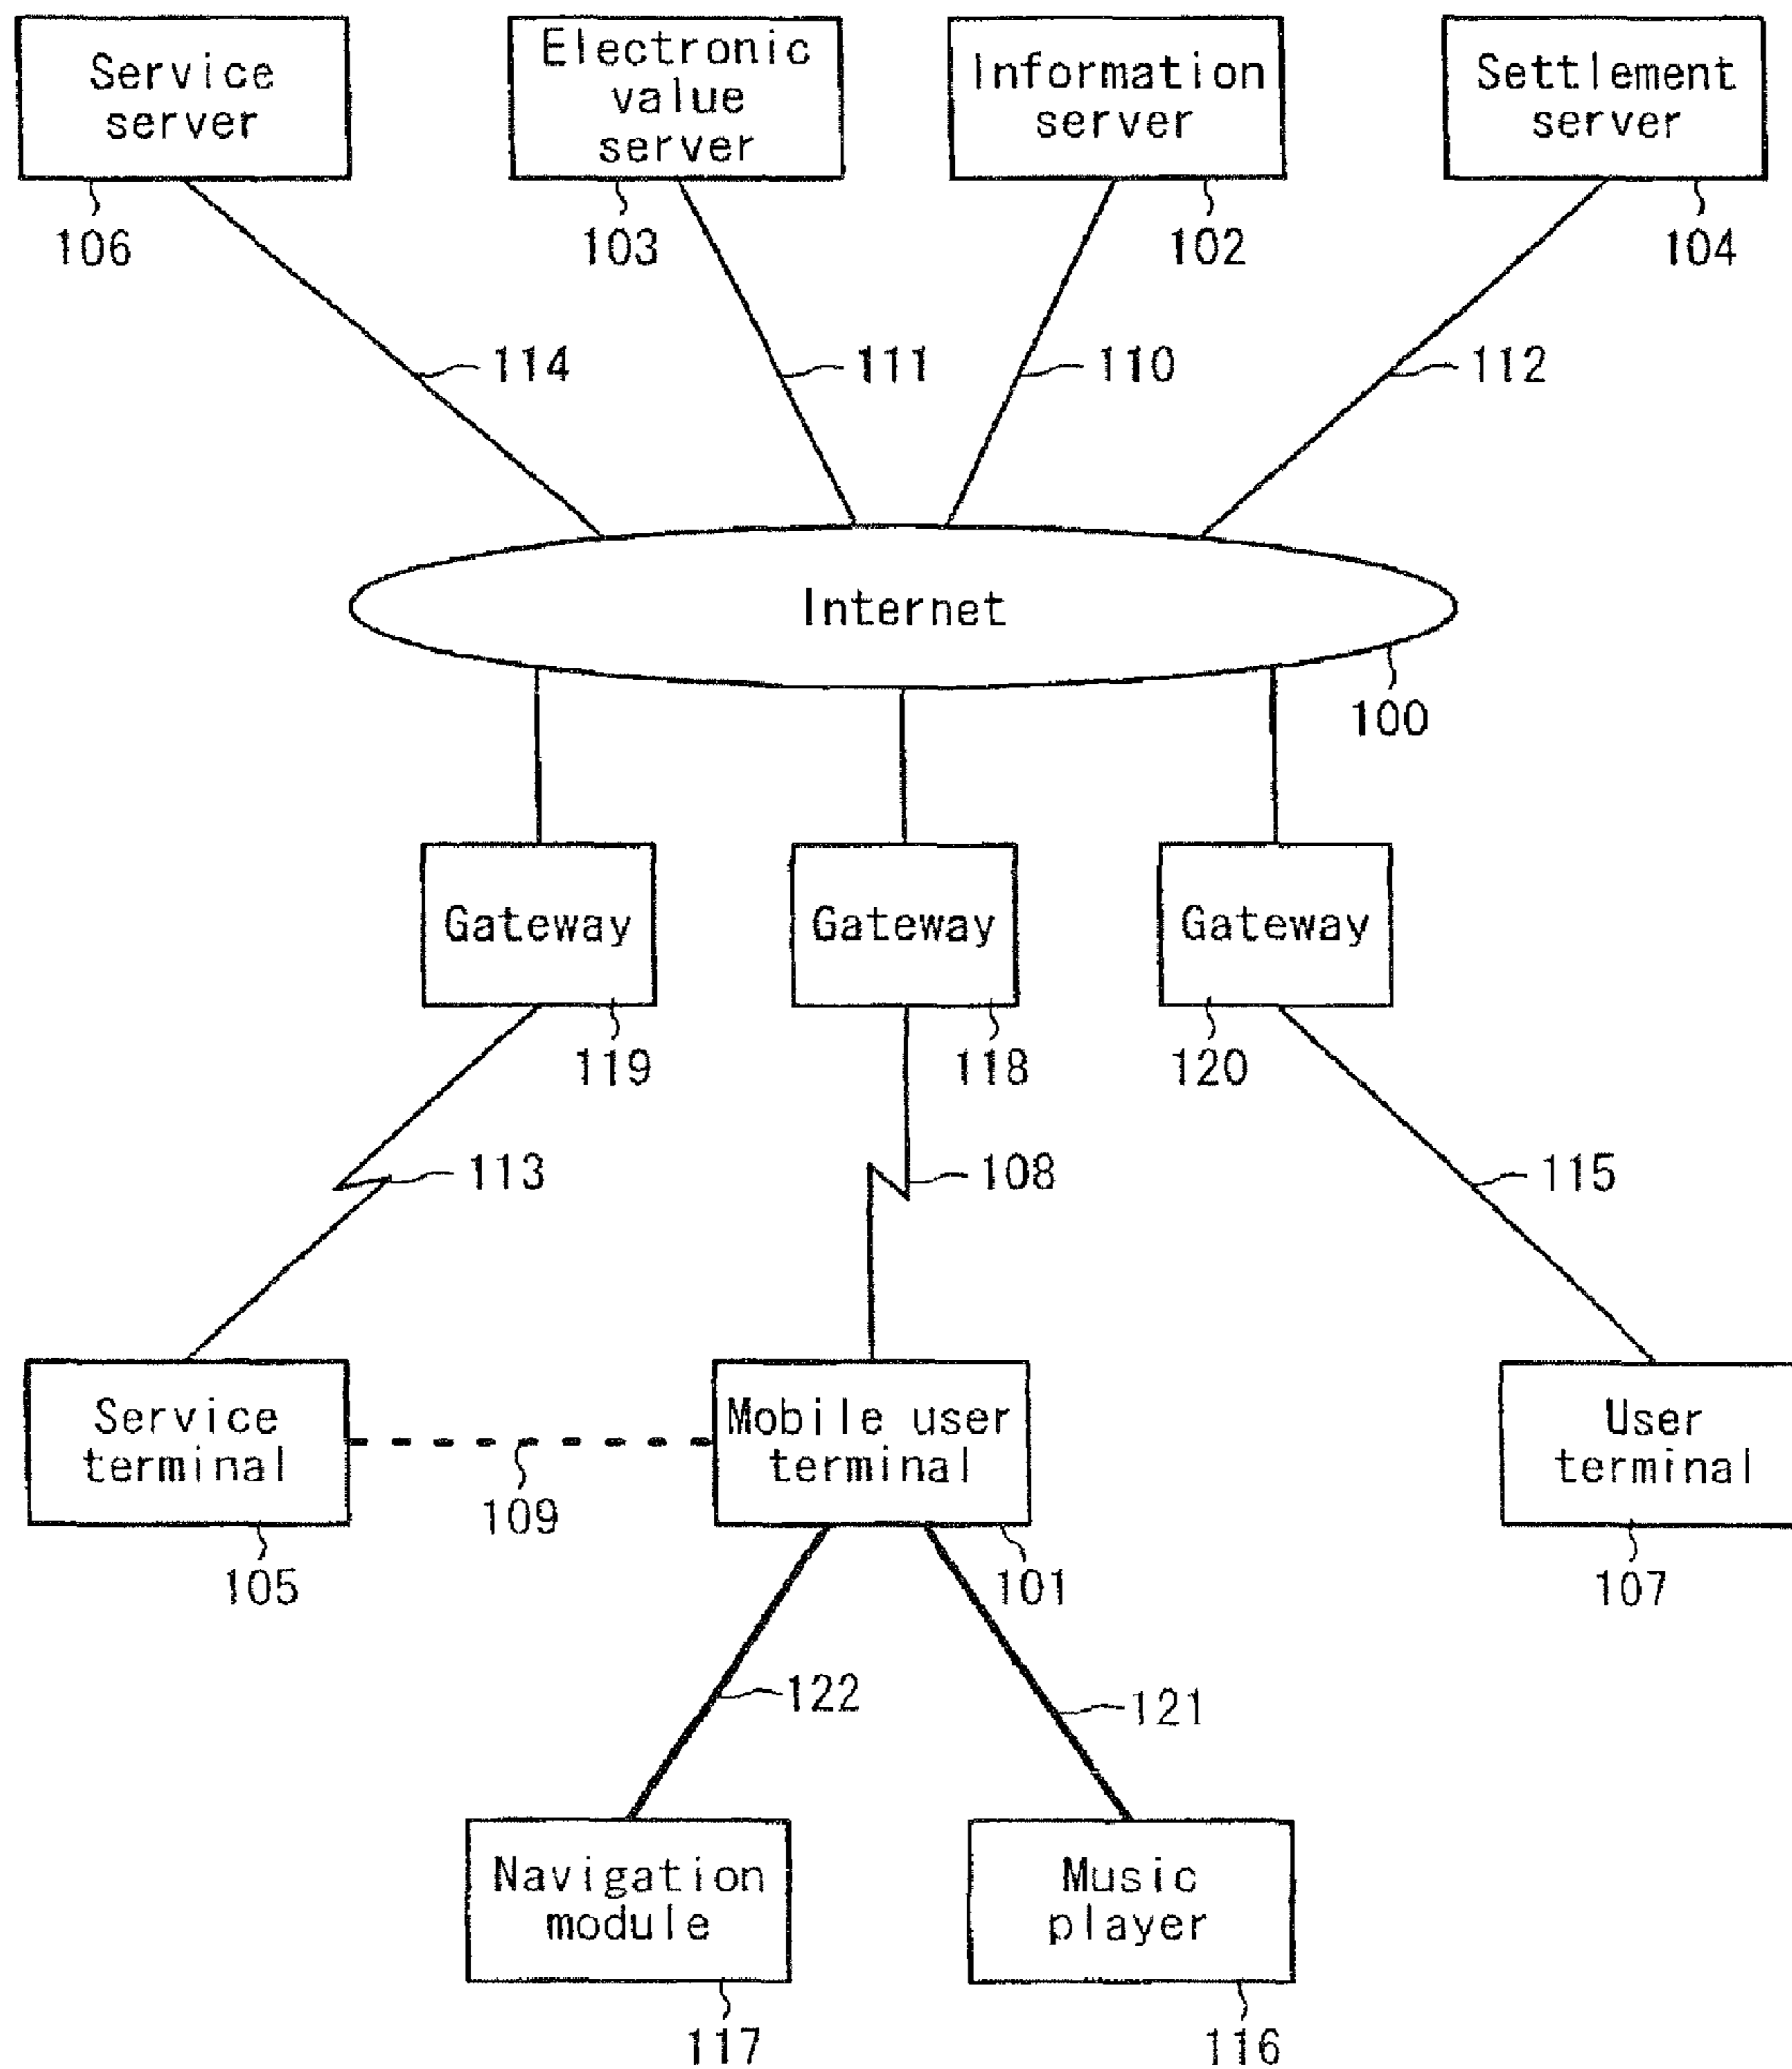 Service
server
106
Electronic
value
server
103
Information
server
102
Settlement
server
104
114
111
110
112
Internet
100
Gateway
119
Gateway
118
Gateway
120
113
108
115
Service
terminal
105
109
Mobile user
terminal
101
User
terminal
107
122
121
Navigation
module
117
Music
player
116